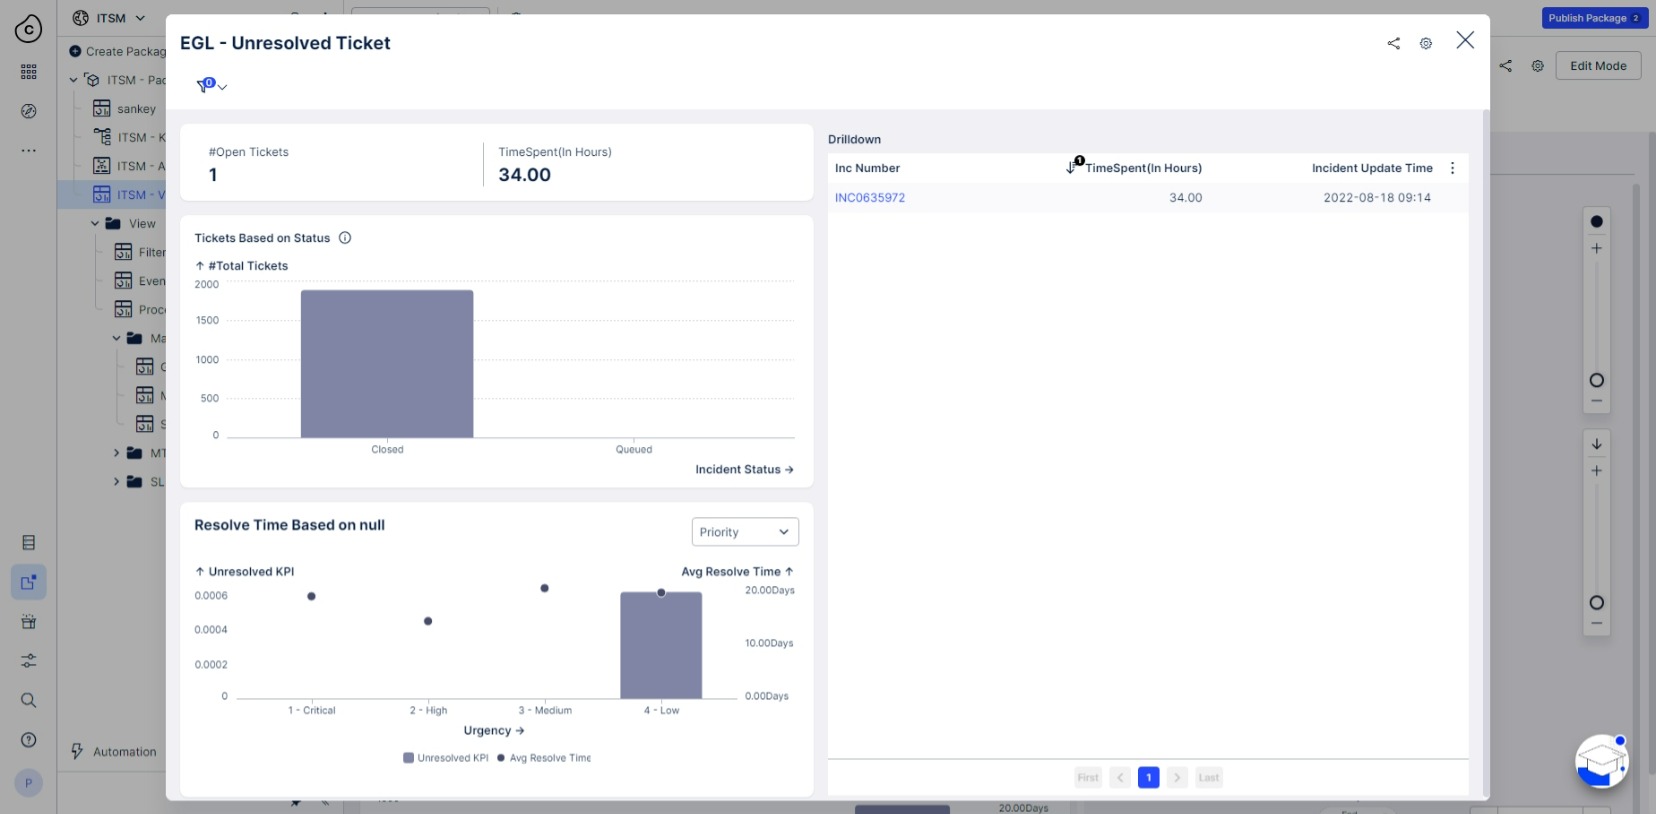 ITSM
Publish Package 2
Create Packag
Edit Mode
ITSM - Pac
sankey
ITSM - K
ITSM - A
ITSM - V
View
Filter
Even
Proce
Ma
G
M
S
MT
SL
Automation
P
EGL - Unresolved Ticket
0
#Open Tickets
1
TimeSpent(In Hours)
34.00
Tickets Based on Status
↑ #Total Tickets
2000
1500
1000
500
0
Closed Queued
Incident Status →
Resolve Time Based on null
Priority
↑ Unresolved KPI
Avg Resolve Time ↑
0.0006
0.0004
0.0002
0
20.00Days
10.00Days
0.00Days
1 - Critical 2 - High 3 - Medium 4 - Low
Urgency →
Unresolved KPI Avg Resolve Time
Drilldown
Inc Number 1 TimeSpent(In Hours) Incident Update Time
INC0635972 34.00 2022-08-18 09:14
First 1 Last
20.00Days